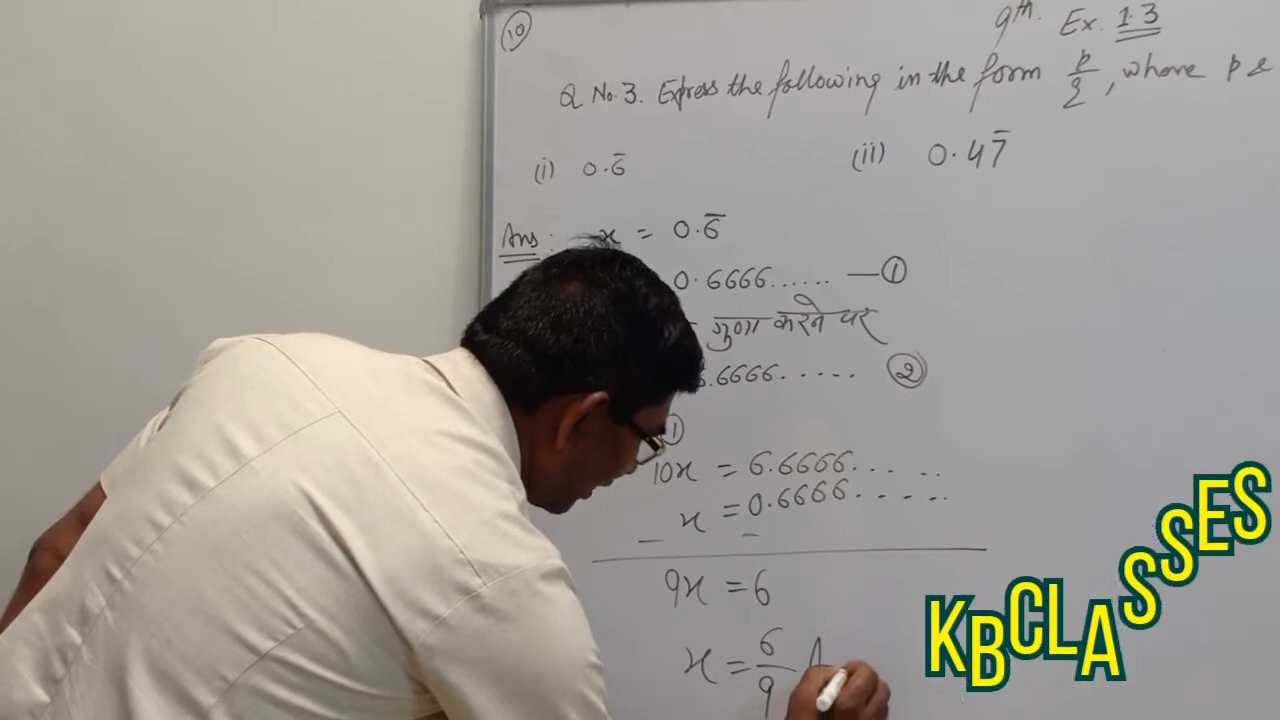 10
9th. Ex. 1.3
Q No. 3. Express the following in the form p/q, where p &
(i) 0.6̅ (ii) 0.47̅
Ans: x = 0.6̅
0.6666...... —①
गुणा करने पर
6.6666...... ②
①
10x = 6.6666.....
x = 0.6666......
— —
9x = 6
x = 6/9 A
KBCLASSES